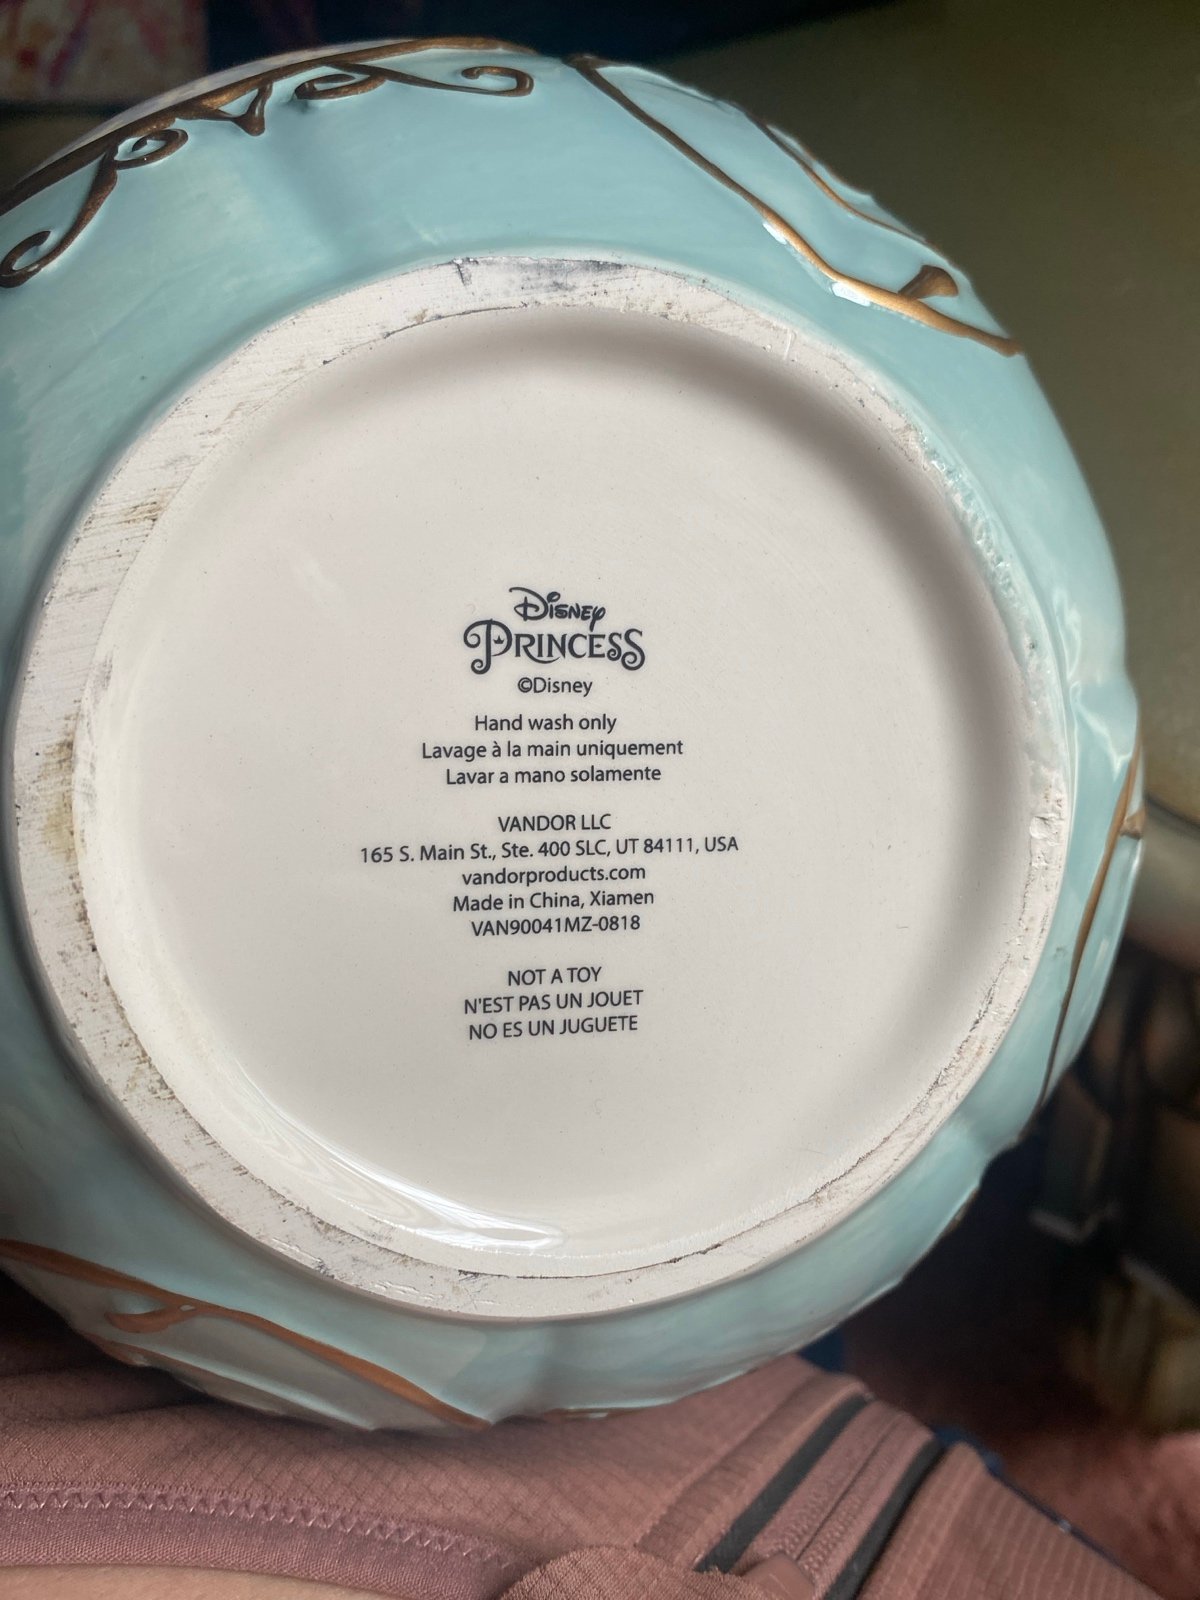 Disney
PRINCESS
©Disney
Hand wash only
Lavage à la main uniquement
Lavar a mano solamente
VANDOR LLC
165 S. Main St., Ste. 400 SLC, UT 84111, USA
vandorproducts.com
Made in China, Xiamen
VAN90041MZ-0818
NOT A TOY
N'EST PAS UN JOUET
NO ES UN JUGUETE